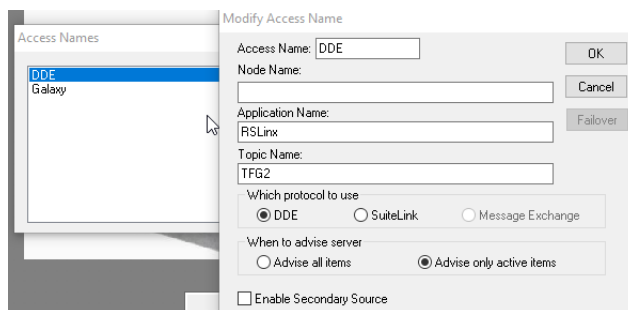 Access Names
DDE
Galaxy
Modify Access Name
Access Name: DDE
OK
Node Name:
Cancel
Application Name:
Failover
RSLinx
Topic Name:
TFG2
Which protocol to use
DDE SuiteLink Message Exchange
When to advise server
Advise all items Advise only active items
Enable Secondary Source